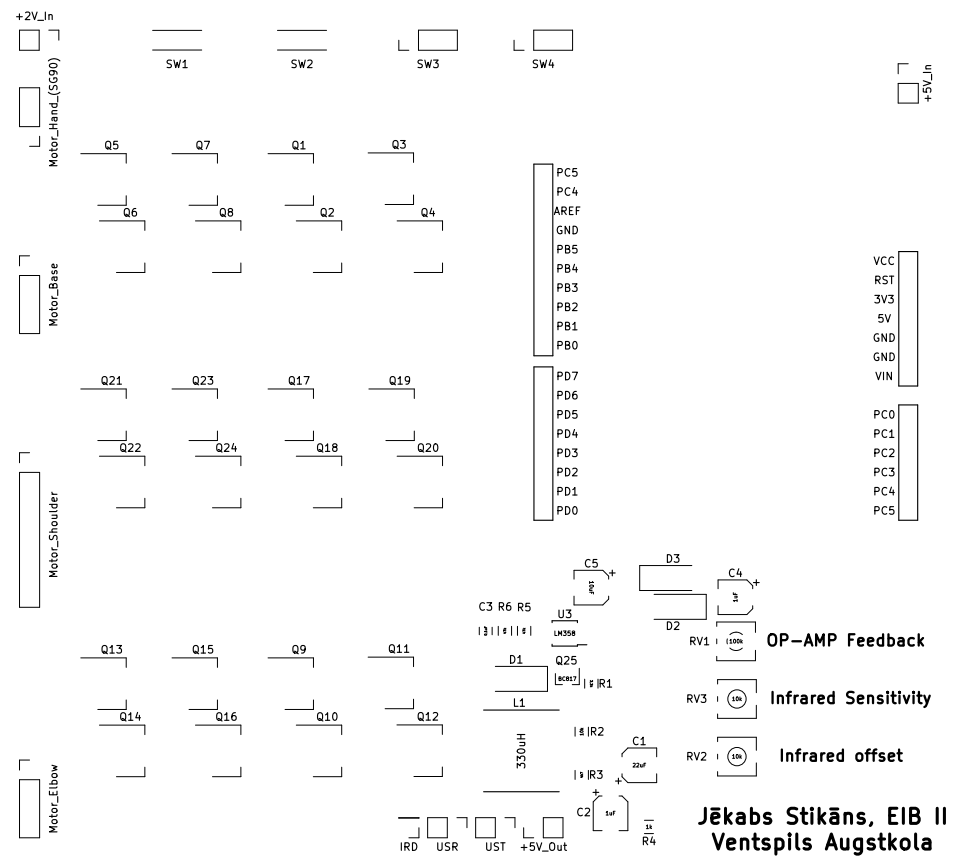 +2V_In
SW1
SW2
SW3
SW4
Motor_Hand_(SG90)
+5V_In
Q5
Q7
Q1
Q3
Q6
Q8
Q2
Q4
PC5
PC4
AREF
GND
PB5
PB4
PB3
PB2
PB1
PB0
VCC
RST
3V3
5V
GND
GND
VIN
Motor_Base
Q21
Q23
Q17
Q19
Q22
Q24
Q18
Q20
PD7
PD6
PD5
PD4
PD3
PD2
PD1
PD0
PC0
PC1
PC2
PC3
PC4
PC5
Motor_Shoulder
C5
10uF
D3
C4
1uF
D2
C3 R6 R5
U3
LM358
RV1
100k
OP-AMP Feedback
Q13
Q15
Q9
Q11
D1
Q25
BC817
R1
RV3
10k
Infrared Sensitivity
Q14
Q16
Q10
Q12
L1
330uH
R2
C1
22uF
RV2
10k
Infrared offset
R3
Motor_Elbow
C2
1uF
1k
R4
IRD
USR
UST
+5V_Out
Jēkabs Stikāns, EIB II
Ventspils Augstkola